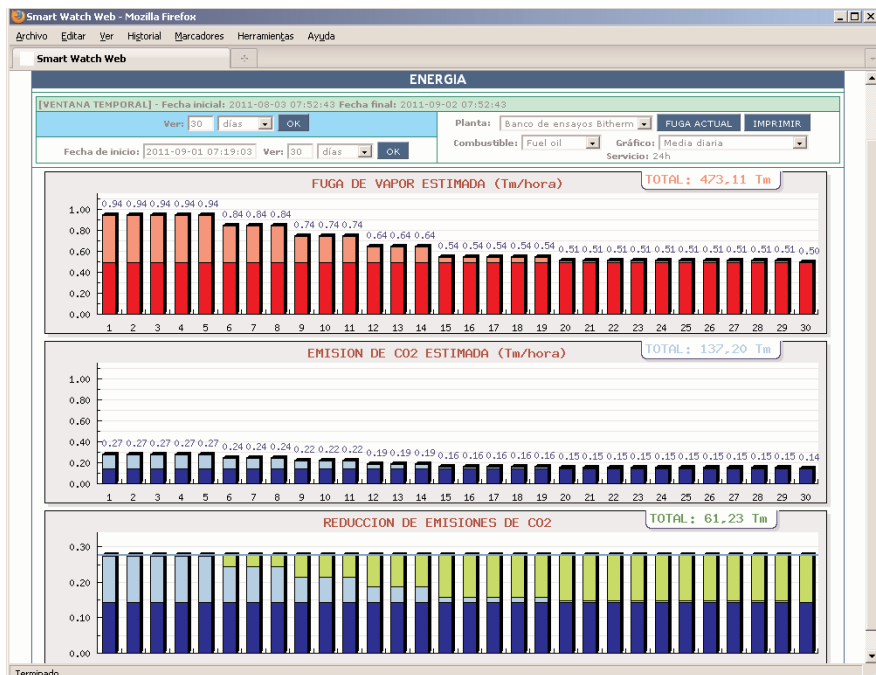 Smart Watch Web - Mozilla Firefox
Archivo Editar Ver Historial Marcadores Herramientas Ayuda
Smart Watch Web
ENERGIA
[VENTANA TEMPORAL] - Fecha inicial: 2011-08-03 07:52:43 Fecha final: 2011-09-02 07:52:43
Ver: 30 días OK
Planta: Banco de ensayos Bitherm FUGA ACTUAL IMPRIMIR
Combustible: Fuel oil Gráfico: Media diaria
Fecha de inicio: 2011-09-01 07:19:03 Ver: 30 días OK
Servicio: 24h
FUGA DE VAPOR ESTIMADA (Tm/hora)
TOTAL: 473,11 Tm
0.94 0.94 0.94 0.94 0.94 0.84 0.84 0.84 0.74 0.74 0.74 0.64 0.64 0.64 0.54 0.54 0.54 0.54 0.54 0.51 0.51 0.51 0.51 0.51 0.51 0.51 0.51 0.51 0.51 0.50
1.00
0.80
0.60
0.40
0.20
0.00
1 2 3 4 5 6 7 8 9 10 11 12 13 14 15 16 17 18 19 20 21 22 23 24 25 26 27 28 29 30
EMISION DE CO2 ESTIMADA (Tm/hora)
TOTAL: 137,20 Tm
1.00
0.80
0.60
0.40
0.27 0.27 0.27 0.27 0.27 0.24 0.24 0.24 0.22 0.22 0.22 0.19 0.19 0.19 0.16 0.16 0.16 0.16 0.16 0.15 0.15 0.15 0.15 0.15 0.15 0.15 0.15 0.15 0.15 0.14
0.20
0.00
1 2 3 4 5 6 7 8 9 10 11 12 13 14 15 16 17 18 19 20 21 22 23 24 25 26 27 28 29 30
REDUCCION DE EMISIONES DE CO2
TOTAL: 61,23 Tm
0.30
0.20
0.10
0.00
Terminado